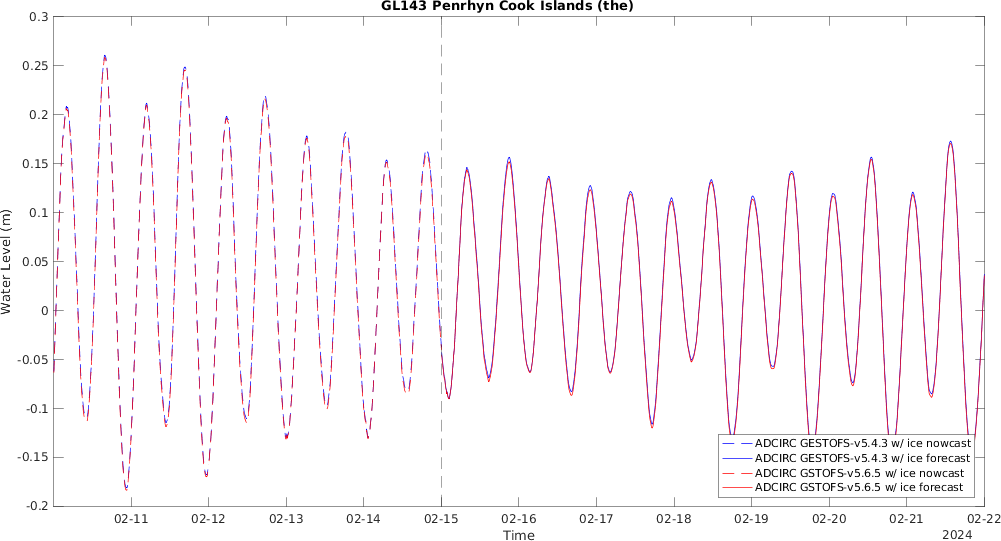 GL143 Penrhyn Cook Islands (the)
0.3
0.25
0.2
0.15
0.1
0.05
0
-0.05
-0.1
-0.15
-0.2
Water Level (m)
ADCIRC GESTOFS-v5.4.3 w/ ice nowcast
ADCIRC GESTOFS-v5.4.3 w/ ice forecast
ADCIRC GSTOFS-v5.6.5 w/ ice nowcast
ADCIRC GSTOFS-v5.6.5 w/ ice forecast
02-11 02-12 02-13 02-14 02-15 02-16 02-17 02-18 02-19 02-20 02-21 02-22
Time
2024